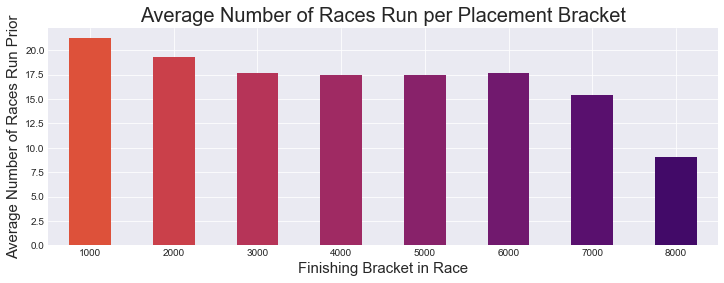 Average Number of Races Run per Placement Bracket
Average Number of Races Run Prior
20.0
17.5
15.0
12.5
10.0
7.5
5.0
2.5
0.0
1000 2000 3000 4000 5000 6000 7000 8000
Finishing Bracket in Race